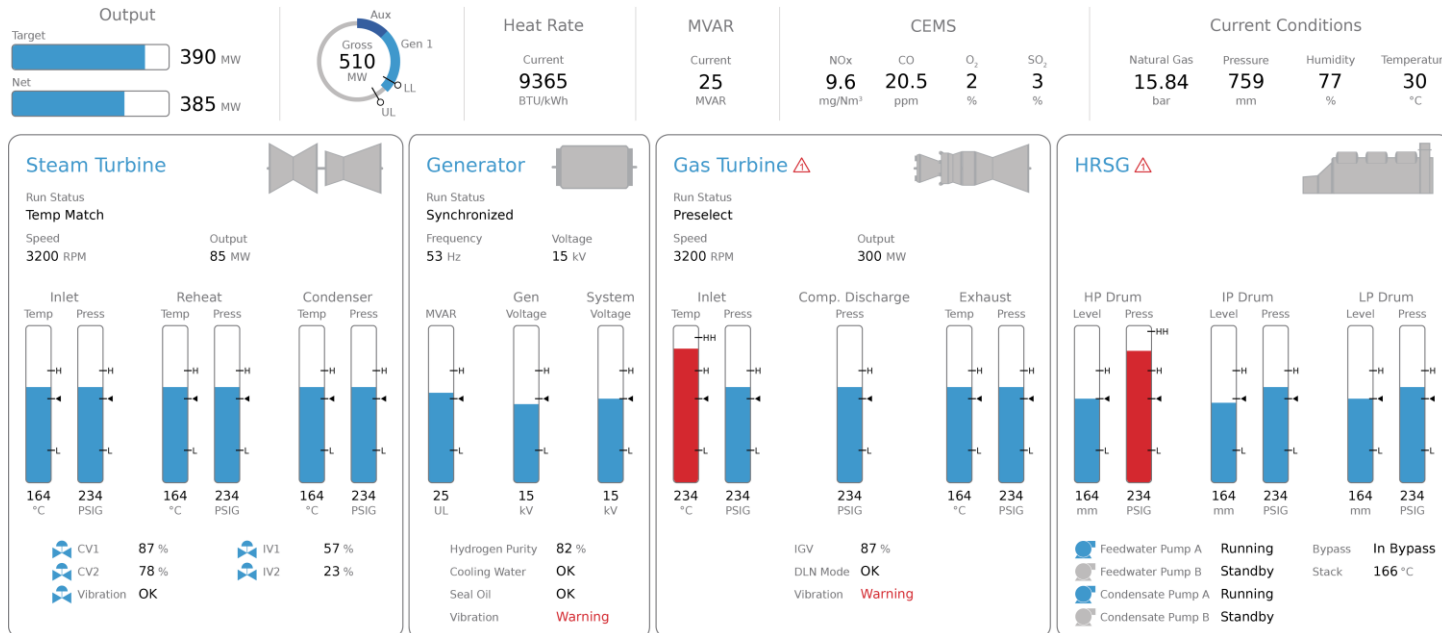 Output
Target
390 MW
Net
385 MW
Aux
Gross
510
MW
Gen 1
LL
UL
Heat Rate
Current
9365
BTU/kWh
MVAR
Current
25
MVAR
CEMS
NOx CO O₂ SO₂
9.6 20.5 2 3
mg/Nm³ ppm % %
Current Conditions
Natural Gas Pressure Humidity Temperatur
15.84 759 77 30
bar mm % °C
Steam Turbine
Run Status
Temp Match
Speed Output
3200 RPM 85 MW
Inlet Reheat Condenser
Temp Press Temp Press Temp Press
H H H
L L L
164 234 164 234 164 234
°C PSIG °C PSIG °C PSIG
CV1 87 % IV1 57 %
CV2 78 % IV2 23 %
Vibration OK
Generator
Run Status
Synchronized
Frequency Voltage
53 Hz 15 kV
Gen System
MVAR Voltage Voltage
H H H
L L L
25 15 15
UL kV kV
Hydrogen Purity 82 %
Cooling Water OK
Seal Oil OK
Vibration Warning
Gas Turbine 1
Run Status
Preselect
Speed Output
3200 RPM 300 MW
Inlet Comp. Discharge Exhaust
Temp Press Press Temp Press
HH
H H H H H
L L L L L
234 234 234 164 234
°C PSIG PSIG °C PSIG
IGV 87 %
DLN Mode OK
Vibration Warning
HRSG 1
HP Drum IP Drum LP Drum
Level Press Level Press Level Press
HH
H H H H
L L L L
164 234 164 234 164 234
mm PSIG mm PSIG mm PSIG
Feedwater Pump A Running Bypass In Bypass
Feedwater Pump B Standby Stack 166 °C
Condensate Pump A Running
Condensate Pump B Standby